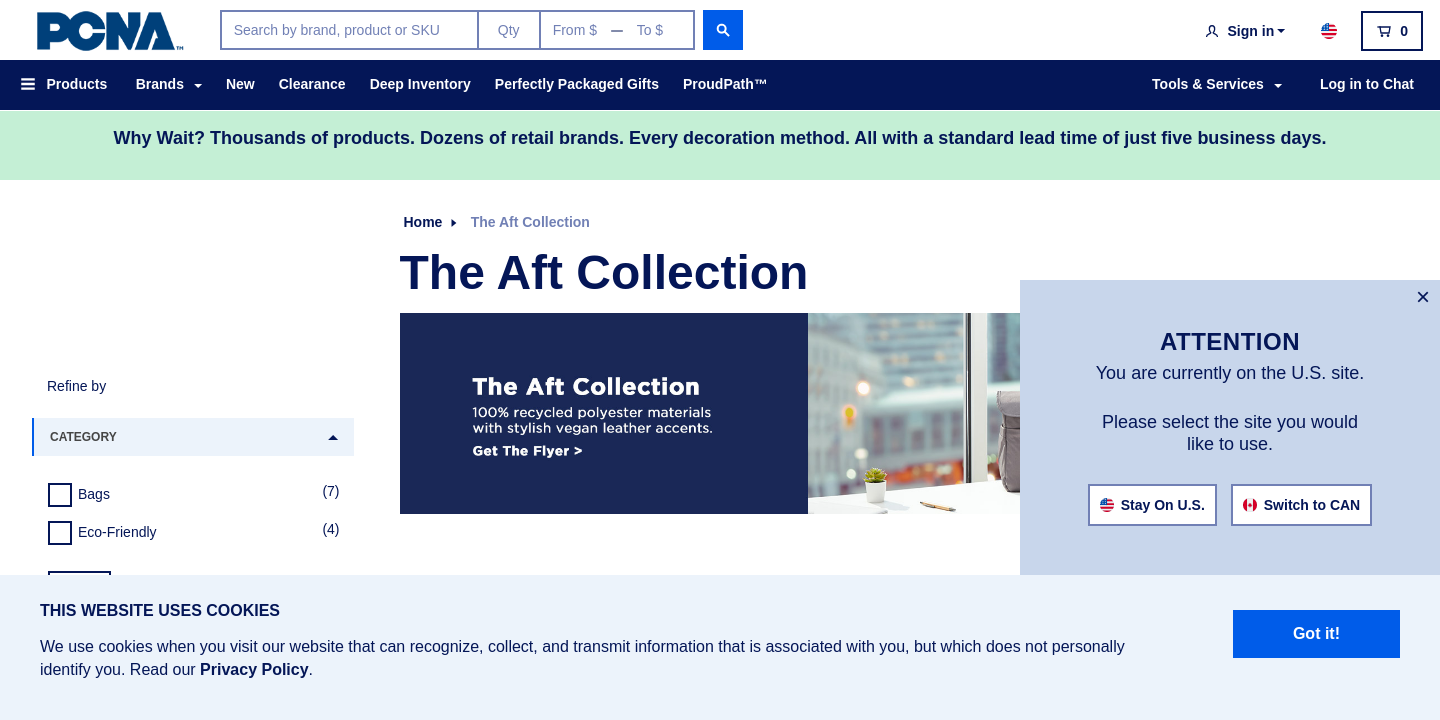 PCNA™
Search by brand, product or SKU
Qty
From $ — To $
Sign in
0
Products
Brands
New
Clearance
Deep Inventory
Perfectly Packaged Gifts
ProudPath™
Tools & Services
Log in to Chat
Why Wait? Thousands of products. Dozens of retail brands. Every decoration method. All with a standard lead time of just five business days.
Home
The Aft Collection
The Aft Collection
The Aft Collection
100% recycled polyester materials
with stylish vegan leather accents.
Get The Flyer >
Refine by
CATEGORY
Bags
(7)
Eco-Friendly
(4)
×
ATTENTION
You are currently on the U.S. site.
Please select the site you would
like to use.
Stay On U.S.
Switch to CAN
THIS WEBSITE USES COOKIES
We use cookies when you visit our website that can recognize, collect, and transmit information that is associated with you, but which does not personally
identify you. Read our Privacy Policy.
Got it!